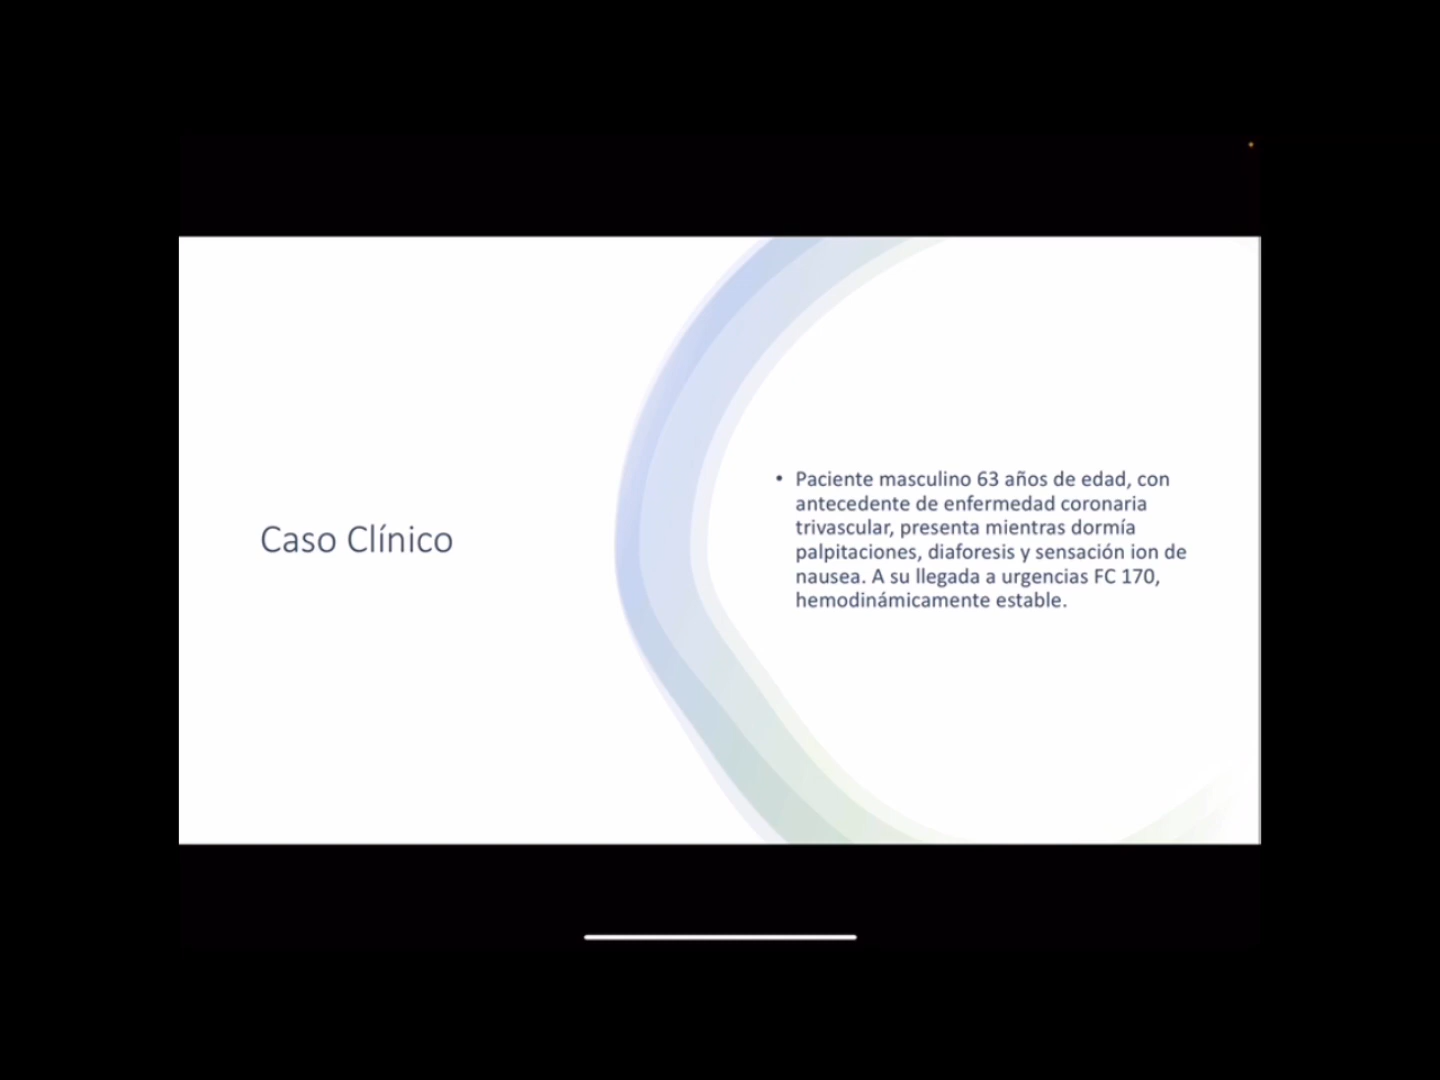 Caso Clínico
• Paciente masculino 63 años de edad, con
antecedente de enfermedad coronaria
trivascular, presenta mientras dormía
palpitaciones, diaforesis y sensación ion de
nausea. A su llegada a urgencias FC 170,
hemodinámicamente estable.